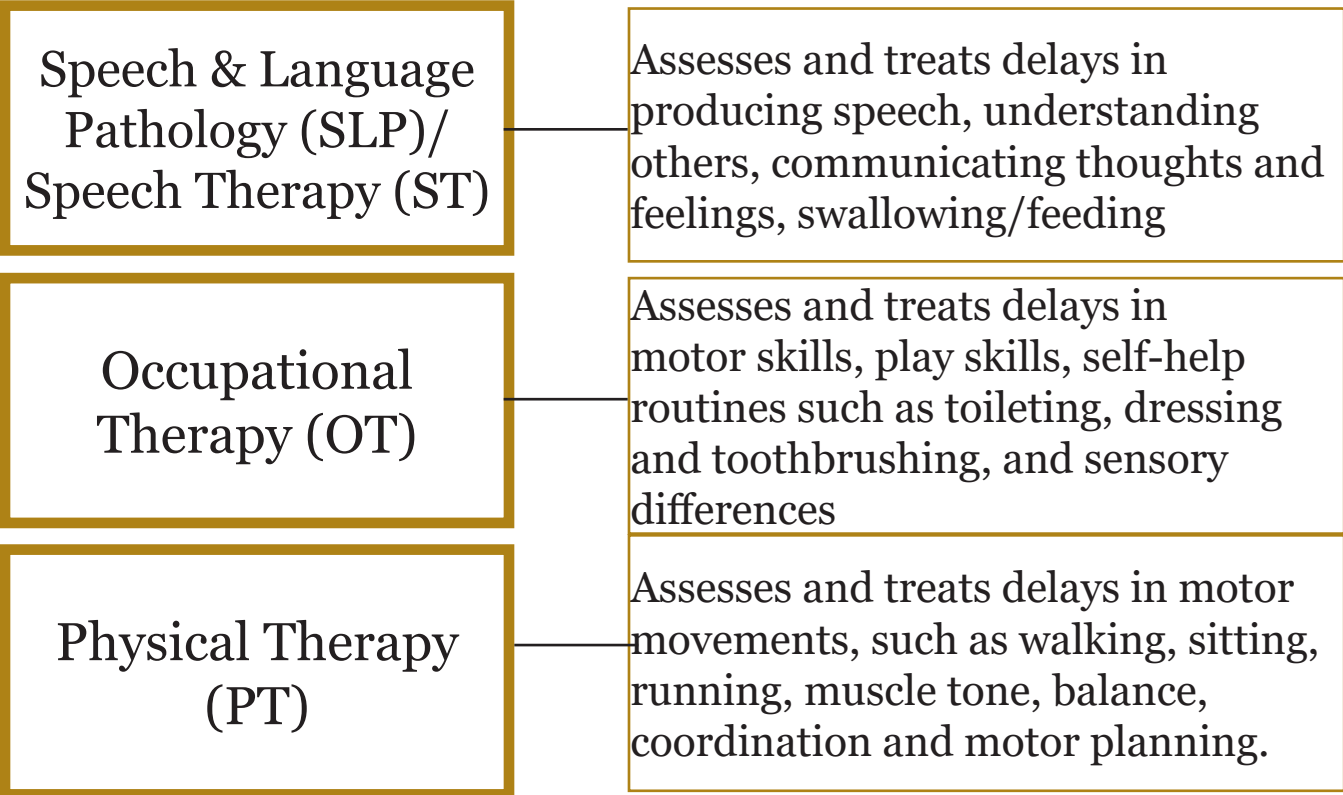 Speech & Language
Pathology (SLP)/
Speech Therapy (ST)
Assesses and treats delays in
producing speech, understanding
others, communicating thoughts and
feelings, swallowing/feeding
Occupational
Therapy (OT)
Assesses and treats delays in
motor skills, play skills, self-help
routines such as toileting, dressing
and toothbrushing, and sensory
differences
Physical Therapy
(PT)
Assesses and treats delays in motor
movements, such as walking, sitting,
running, muscle tone, balance,
coordination and motor planning.